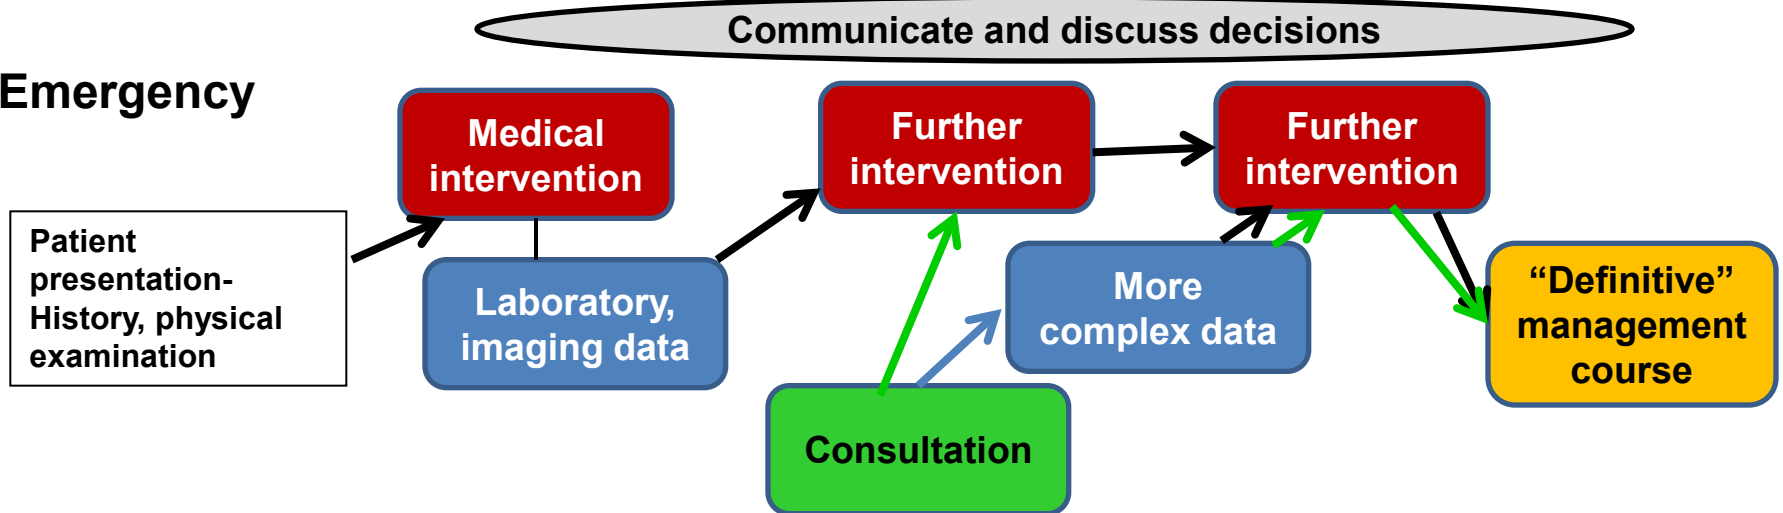 Communicate and discuss decisions
Emergency
Medical
intervention
Further
intervention
Further
intervention
Patient
presentation-
History, physical
examination
Laboratory,
imaging data
More
complex data
“Definitive”
management
course
Consultation